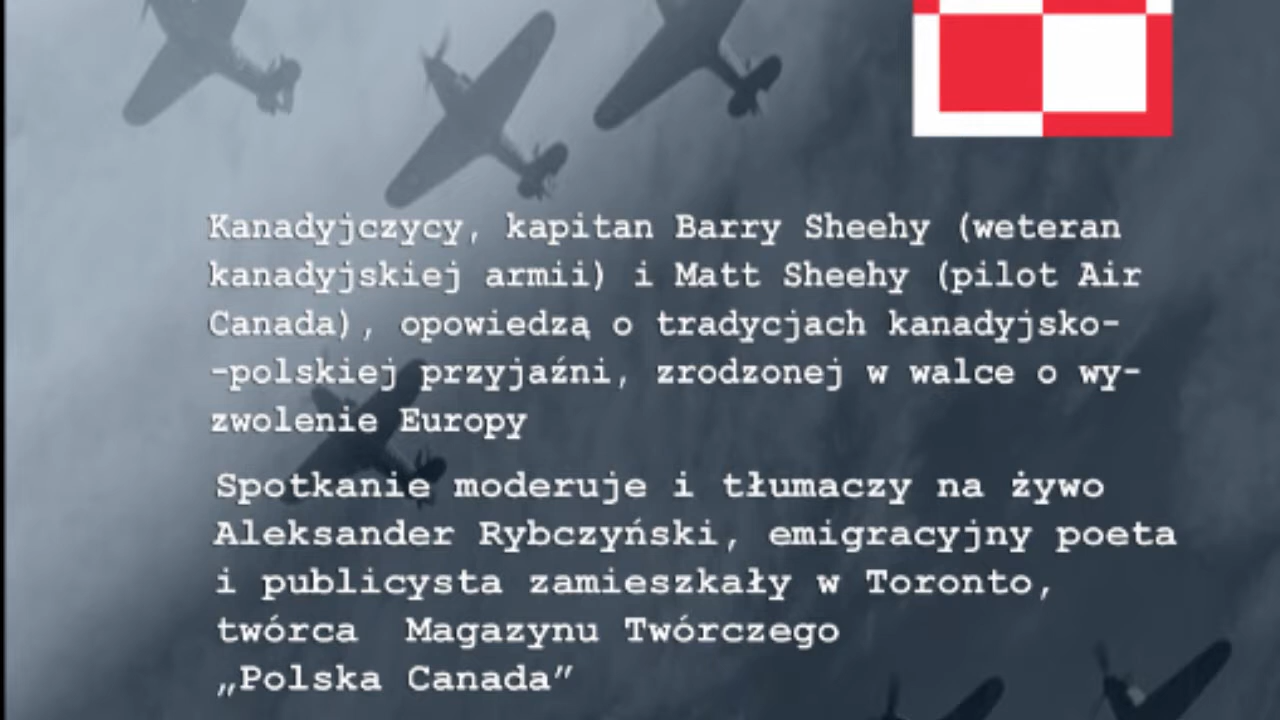 Kanadyjczycy, kapitan Barry Sheehy (weteran
kanadyjskiej armii) i Matt Sheehy (pilot Air
Canada), opowiedzą o tradycjach kanadyjsko-
-polskiej przyjaźni, zrodzonej w walce o wy-
zwolenie Europy
Spotkanie moderuje i tłumaczy na żywo
Aleksander Rybczyński, emigracyjny poeta
i publicysta zamieszkały w Toronto,
twórca  Magazynu Twórczego
„Polska Canada”